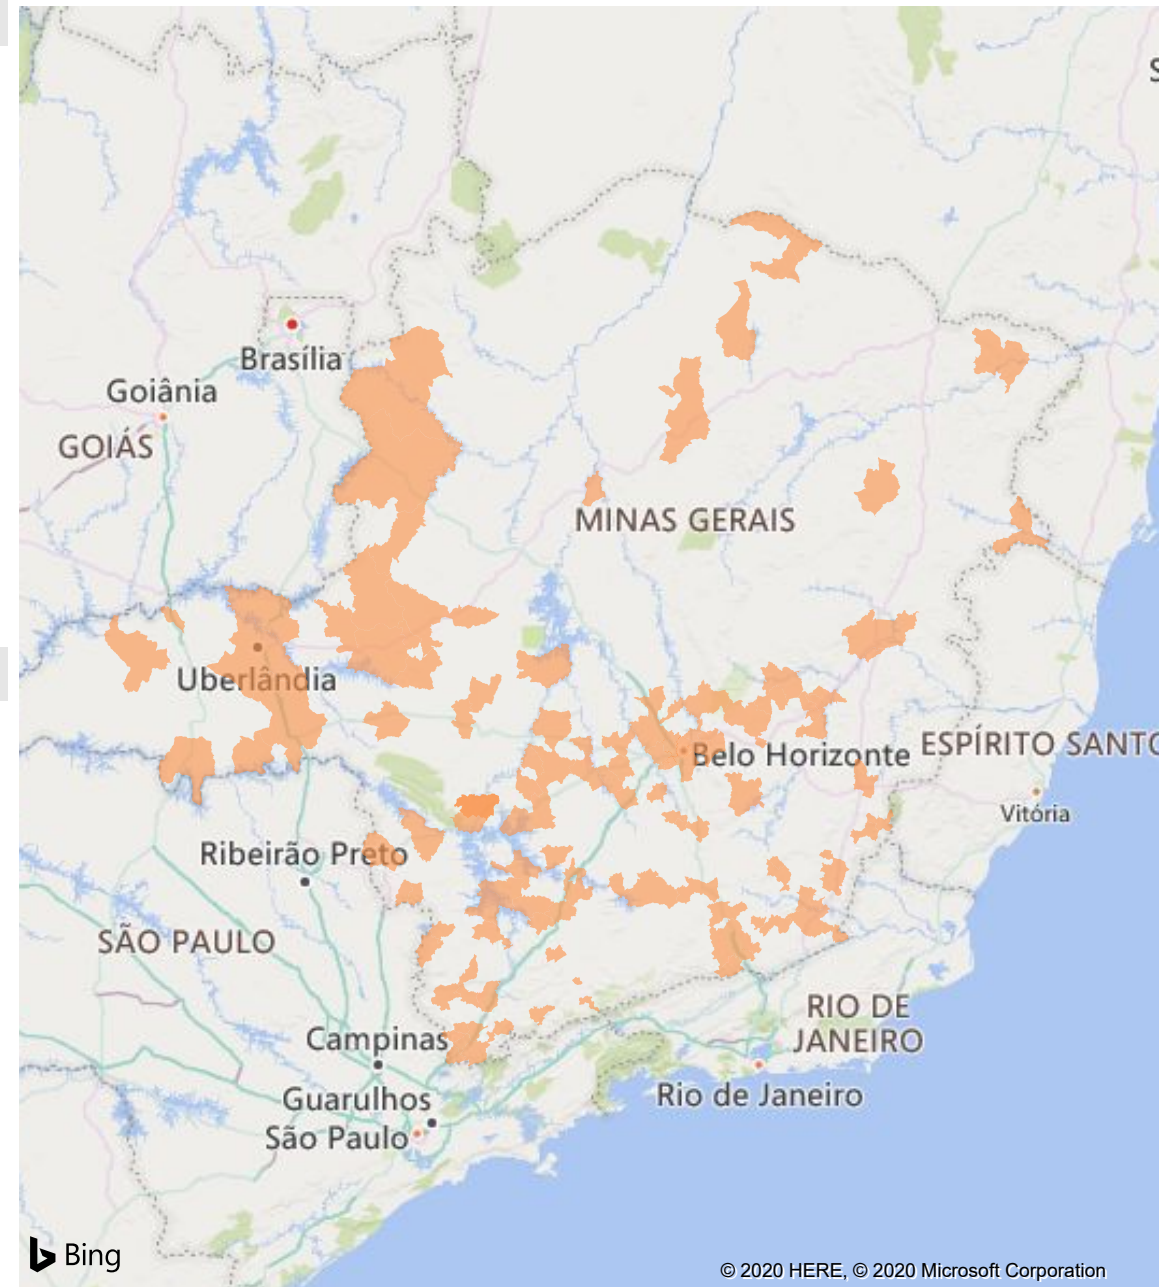 S
Brasília
Goiânia
GOIÁS
MINAS GERAIS
Uberlândia
Belo Horizonte
ESPÍRITO SANTO
Vitória
Ribeirão Preto
SÃO PAULO
RIO DE
JANEIRO
Campinas
Rio de Janeiro
Guarulhos
São Paulo
Bing
© 2020 HERE, © 2020 Microsoft Corporation